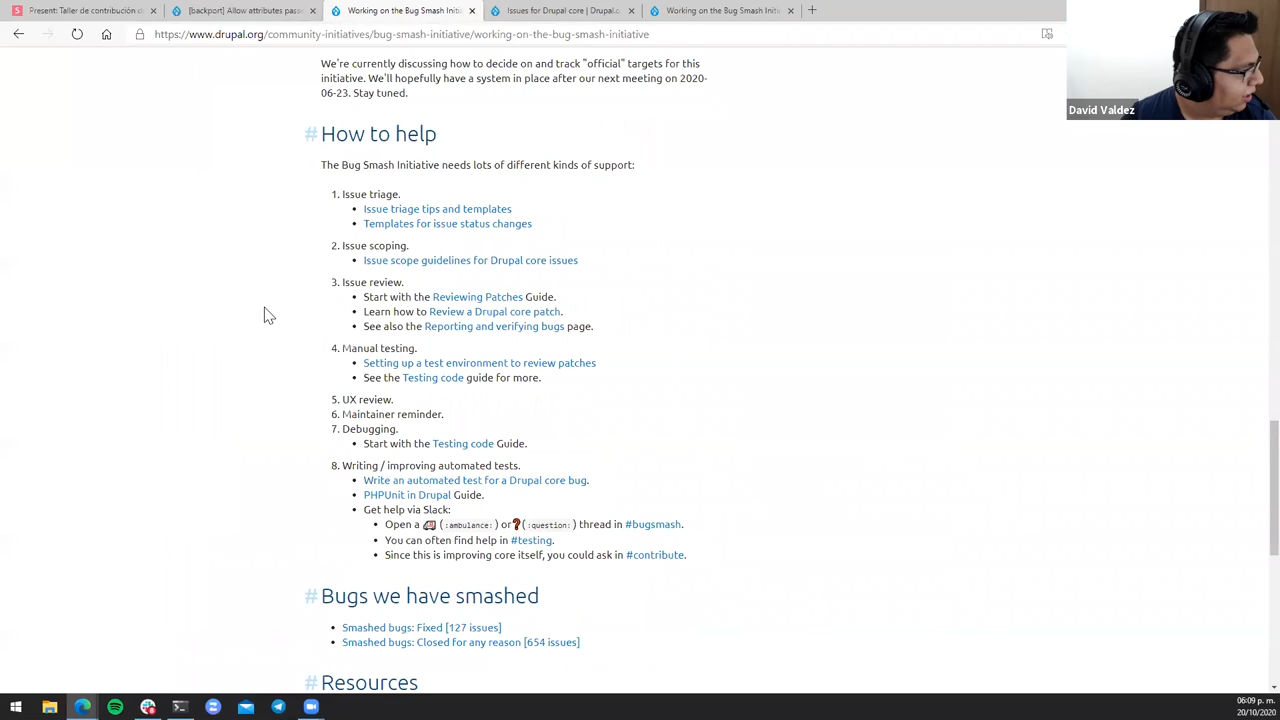 Present: Taller de contribución d
[backport] Allow attributes passe
Working on the Bug Smash Initia
Issues for Drupal core | Drupal.o
Working on the Bug Smash Initia
https://www.drupal.org/community-initiatives/bug-smash-initiative/working-on-the-bug-smash-initiative
David Valdez
We're currently discussing how to decide on and track "official" targets for this
initiative. We'll hopefully have a system in place after our next meeting on 2020-
06-23. Stay tuned.
# How to help
The Bug Smash Initiative needs lots of different kinds of support:
1. Issue triage.
• Issue triage tips and templates
• Templates for issue status changes
2. Issue scoping.
• Issue scope guidelines for Drupal core issues
3. Issue review.
• Start with the Reviewing Patches Guide.
• Learn how to Review a Drupal core patch.
• See also the Reporting and verifying bugs page.
4. Manual testing.
• Setting up a test environment to review patches
• See the Testing code guide for more.
5. UX review.
6. Maintainer reminder.
7. Debugging.
• Start with the Testing code Guide.
8. Writing / improving automated tests.
• Write an automated test for a Drupal core bug.
• PHPUnit in Drupal Guide.
• Get help via Slack:
• Open a 🚑 (:ambulance:) or❓(:question:) thread in #bugsmash.
• You can often find help in #testing.
• Since this is improving core itself, you could ask in #contribute.
# Bugs we have smashed
• Smashed bugs: Fixed [127 issues]
• Smashed bugs: Closed for any reason [654 issues]
# Resources
06:09 p. m.
20/10/2020